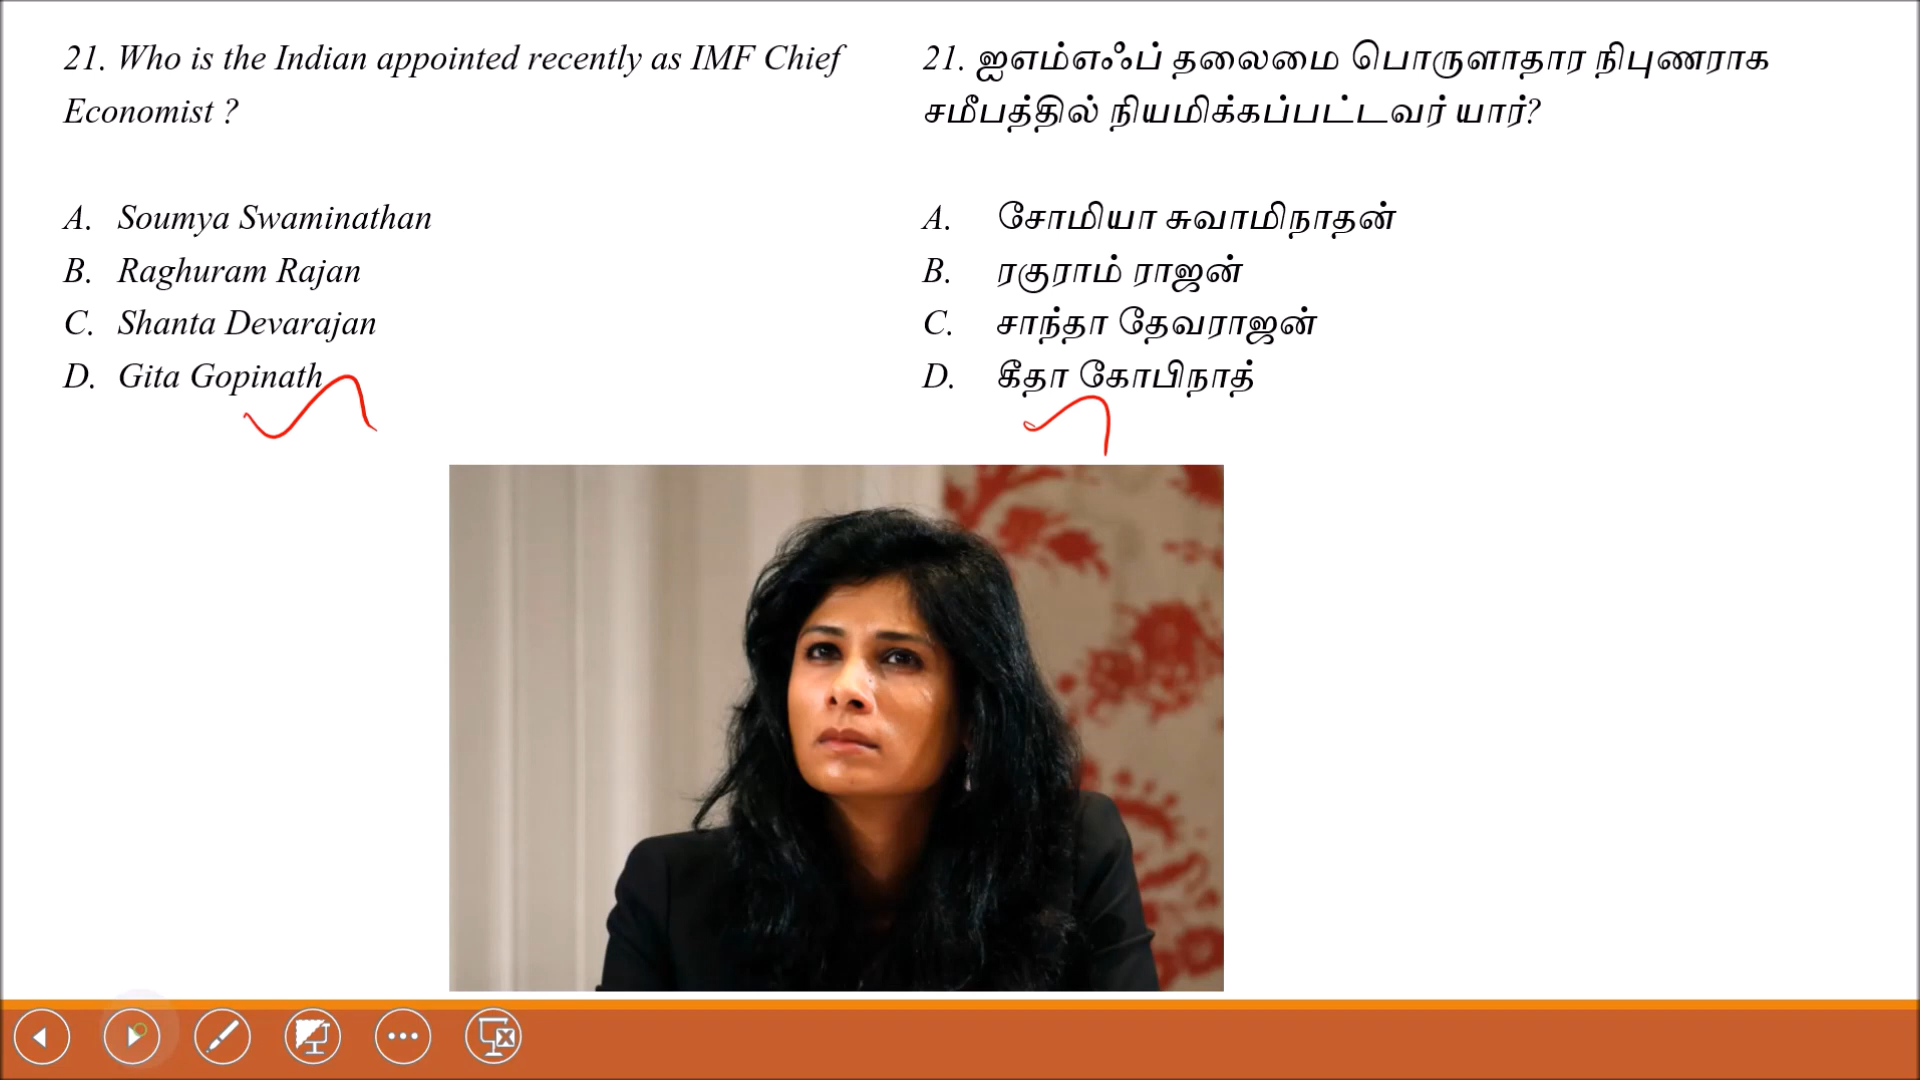 21. Who is the Indian appointed recently as IMF Chief
Economist ?
A. Soumya Swaminathan
B. Raghuram Rajan
C. Shanta Devarajan
D. Gita Gopinath
21. ஐஎம்எஃப் தலைமை பொருளாதார நிபுணராக
சமீபத்தில் நியமிக்கப்பட்டவர் யார்?
A. சோமியா சுவாமிநாதன்
B. ரகுராம் ராஜன்
C. சாந்தா தேவராஜன்
D. கீதா கோபிநாத்